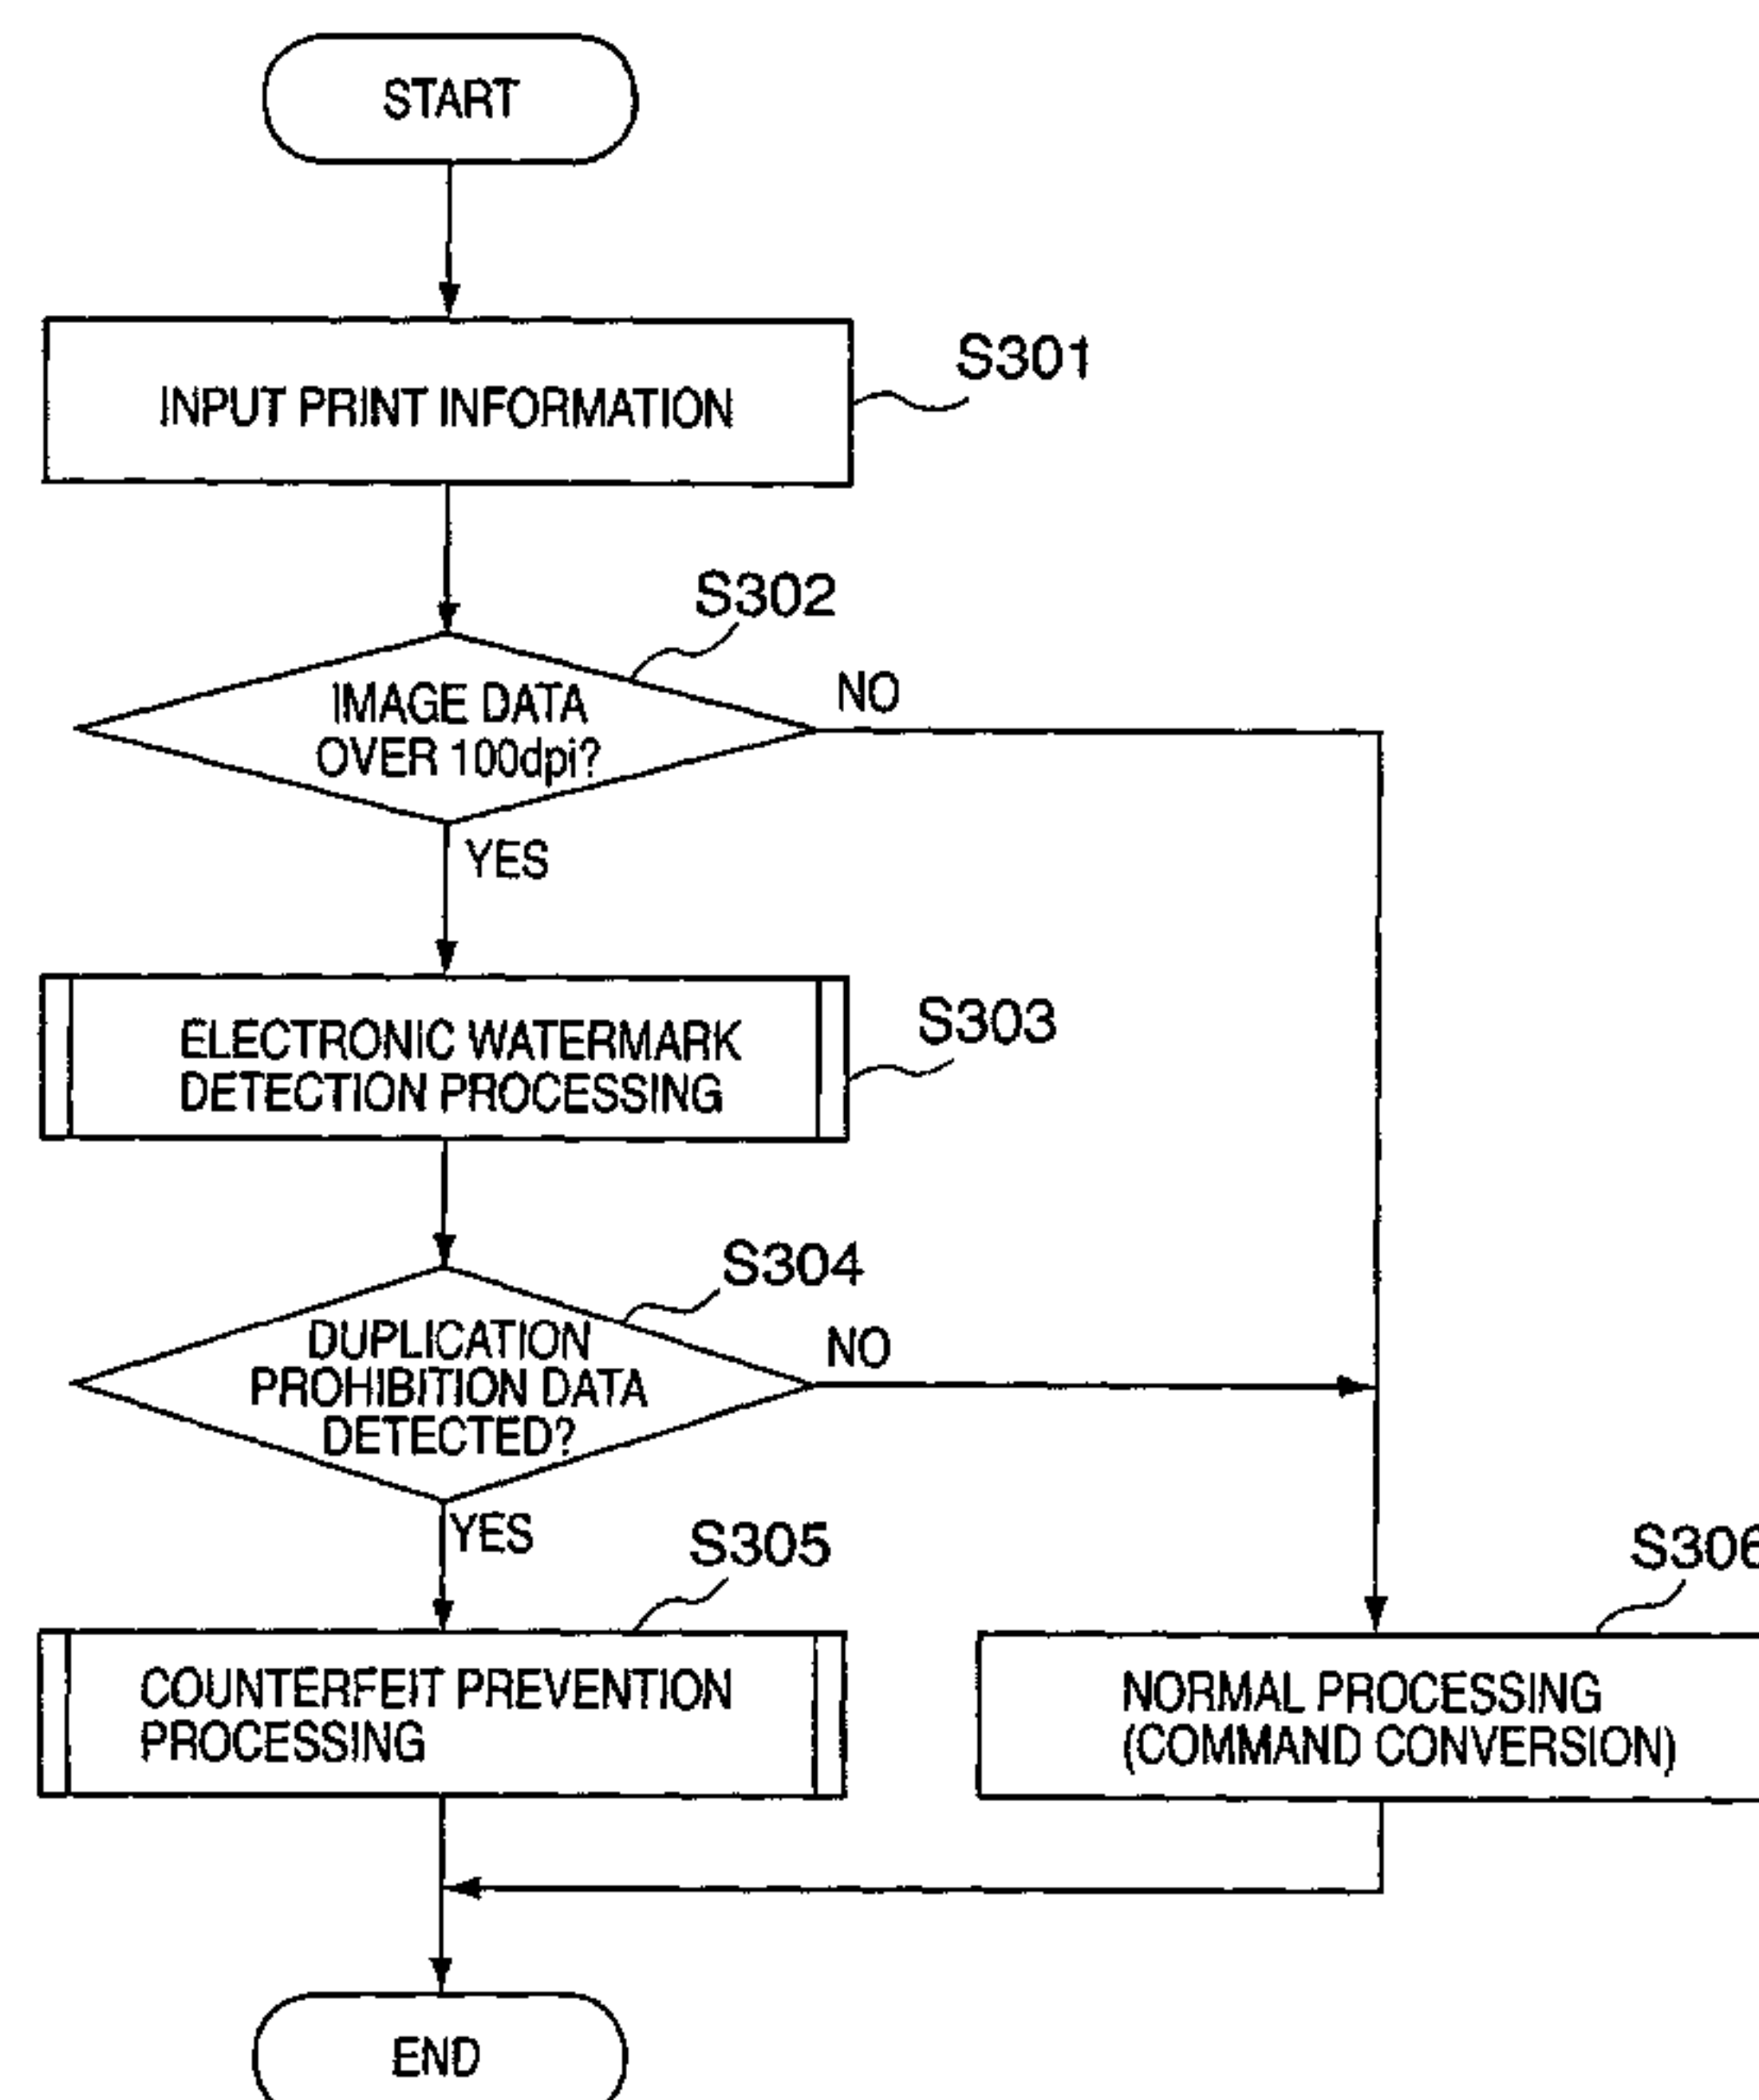 START
INPUT PRINT INFORMATION
S301
S302
IMAGE DATA
OVER 100dpi?
NO
YES
ELECTRONIC WATERMARK
DETECTION PROCESSING
S303
S304
DUPLICATION
PROHIBITION DATA
DETECTED?
NO
YES
S305
S306
COUNTERFEIT PREVENTION
PROCESSING
NORMAL PROCESSING
(COMMAND CONVERSION)
END